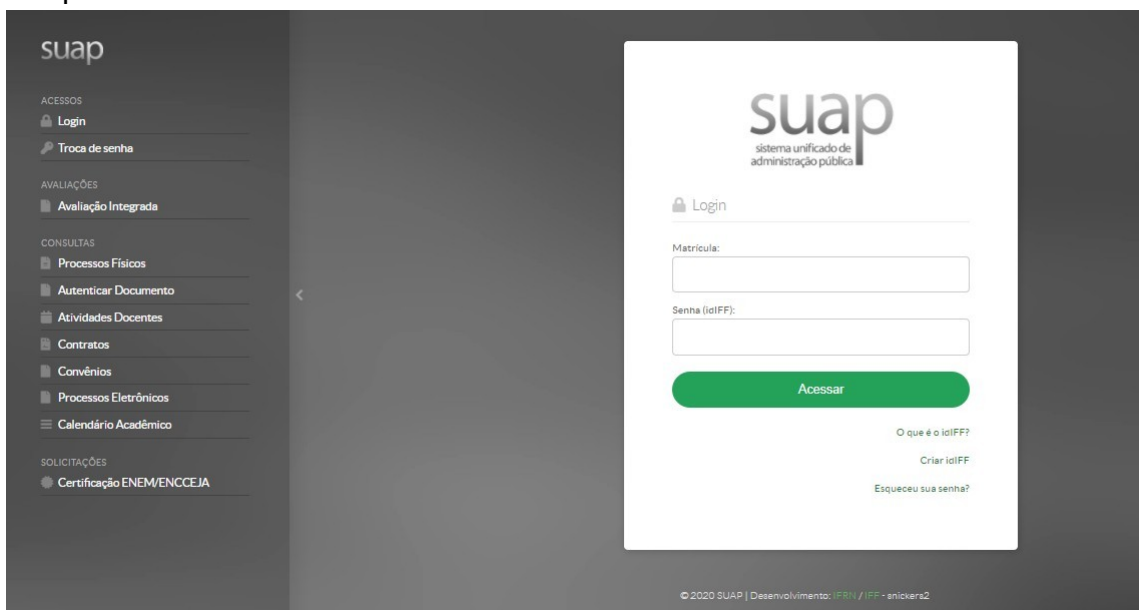 suap
ACESSOS
Login
Troca de senha
AVALIAÇÕES
Avaliação Integrada
CONSULTAS
Processos Físicos
Autenticar Documento
Atividades Docentes
Contratos
Convênios
Processos Eletrônicos
Calendário Acadêmico
SOLICITAÇÕES
Certificação ENEM/ENCCEJA
suap
sistema unificado de
administração pública
Login
Matrícula:
Senha (idIFF):
Acessar
O que é o idIFF?
Criar idIFF
Esqueceu sua senha?
© 2020 SUAP | Desenvolvimento: IFRN / IFF - snickers2